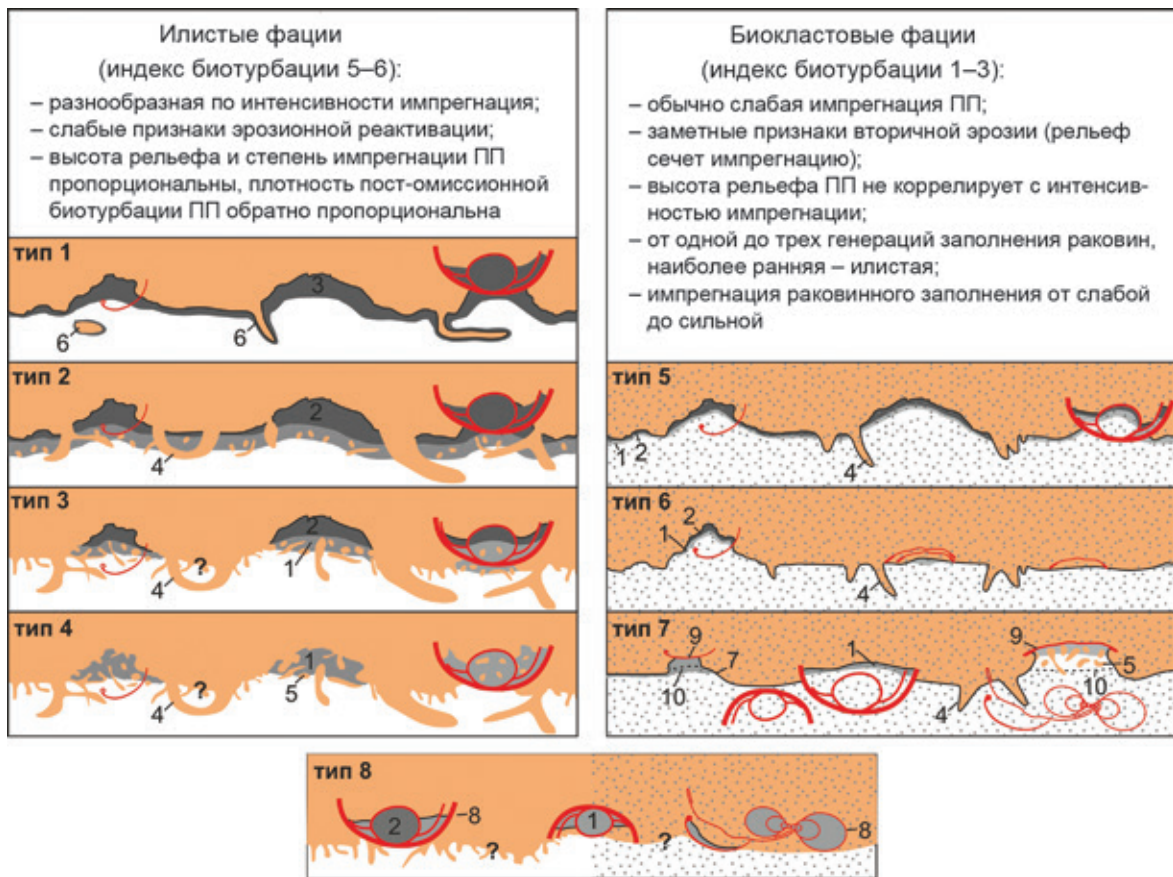 Илистые фации
(индекс биотурбации 5–6):
– разнообразная по интенсивности импрегнация;
– слабые признаки эрозионной реактивации;
– высота рельефа и степень импрегнации ПП
пропорциональны, плотность пост-омиссионной
биотурбации ПП обратно пропорциональна
тип 1
3
6
6
тип 2
2
4
тип 3
2
?
1
4
тип 4
1
?
4
5
Биокластовые фации
(индекс биотурбации 1–3):
– обычно слабая импрегнация ПП;
– заметные признаки вторичной эрозии (рельеф
сечет импрегнацию);
– высота рельефа ПП не коррелирует с интенсив-
ностью импрегнации;
– от одной до трех генераций заполнения раковин,
наиболее ранняя – илистая;
– импрегнация раковинного заполнения от слабой
до сильной
тип 5
1
2
4
тип 6
1
2
4
тип 7
9
7
1
9
5
10
10
4
тип 8
2
8
1
8
?
?